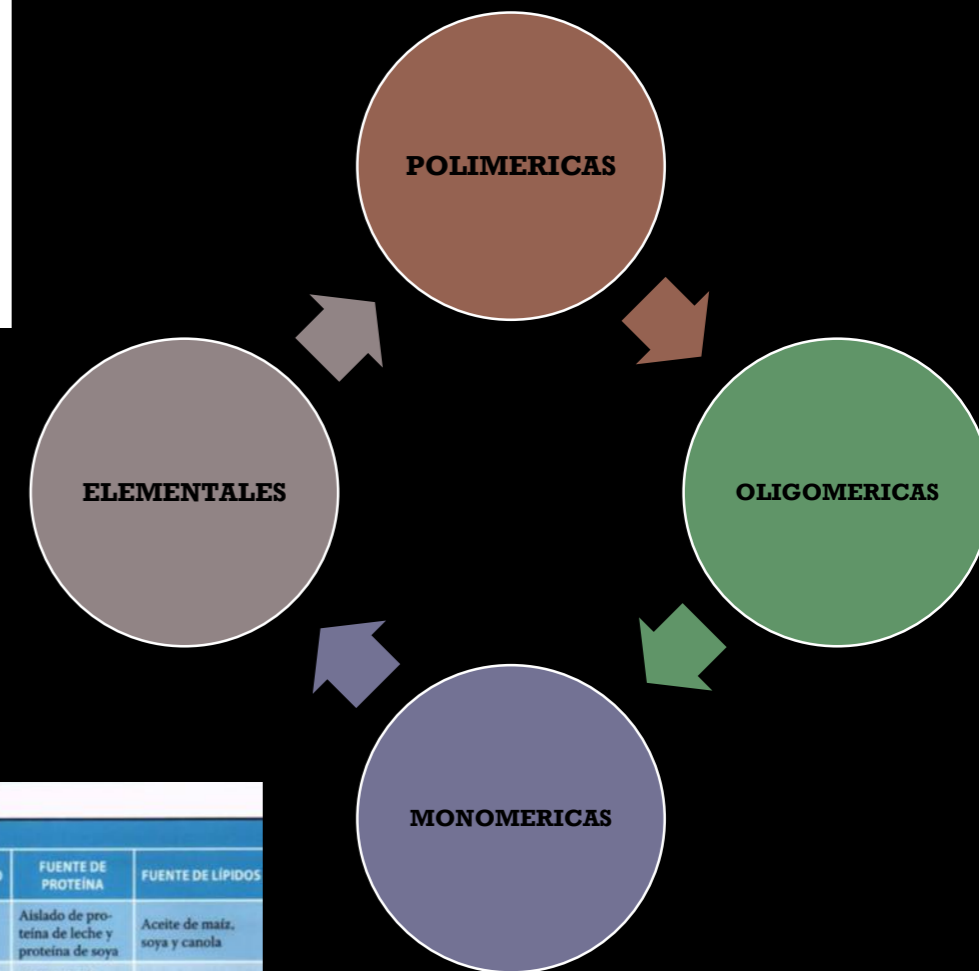 POLIMERICAS
ELEMENTALES
OLIGOMERICAS
MONOMERICAS
FUENTE DE PROTEÍNA
FUENTE DE LÍPIDOS
Aislado de pro-
teína de leche y
proteína de soya
Aceite de maíz,
soya y canola